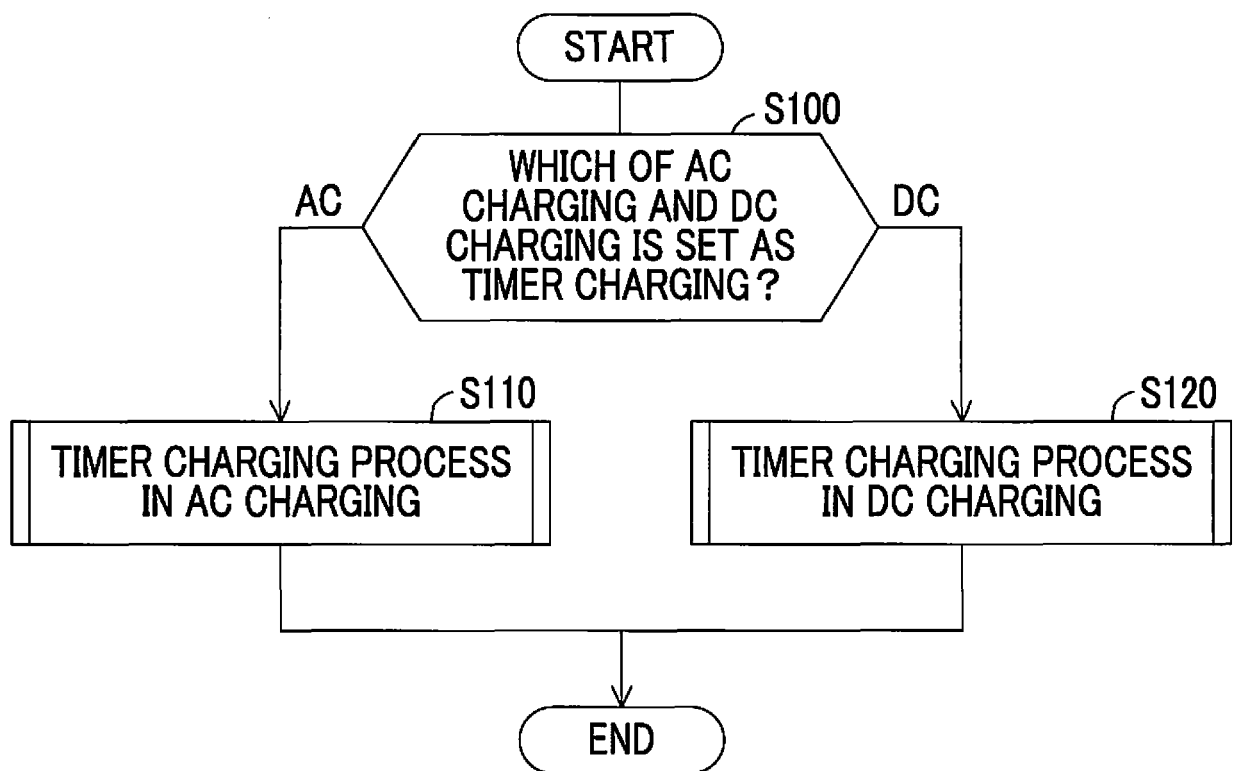 START
S100
WHICH OF AC
CHARGING AND DC
CHARGING IS SET AS
TIMER CHARGING?
AC
DC
S110
TIMER CHARGING PROCESS
IN AC CHARGING
S120
TIMER CHARGING PROCESS
IN DC CHARGING
END